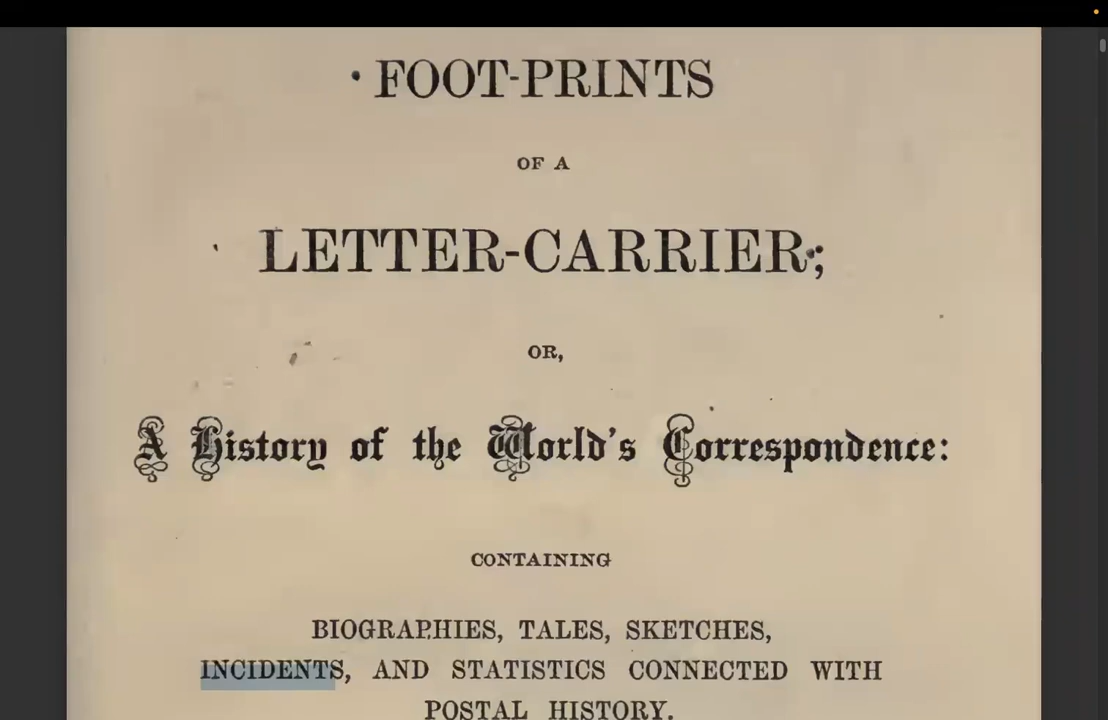 FOOT-PRINTS
OF A
LETTER-CARRIER;
OR,
A History of the World's Correspondence:
CONTAINING
BIOGRAPHIES, TALES, SKETCHES,
INCIDENTS, AND STATISTICS CONNECTED WITH
POSTAL HISTORY.